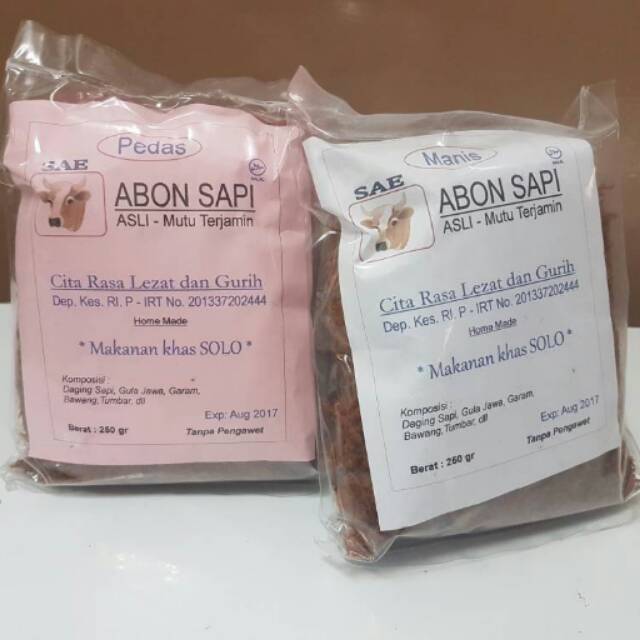 Pedas
SAE
ABON SAPI
ASLI - Mutu Terjamin
Cita Rasa Lezat dan Gurih
Dep. Kes. RI. P - IRT No. 201337202444
Home Made
* Makanan khas SOLO *
Komposisi :
Daging Sapi, Gula Jawa, Garam,
Bawang,Tumbar, dll
Exp: Aug 2017
Berat : 250 gr
Tanpa Pengawet
Manis
SAE
ABON SAPI
ASLI - Mutu Terjamin
Cita Rasa Lezat dan Gurih
Dep. Kes. RI. P - IRT No. 201337202444
Home Made
* Makanan khas SOLO *
Komposisi :
Daging Sapi, Gula Jawa, Garam,
Bawang,Tumbar, dll
Exp: Aug 2017
Berat : 250 gr
Tanpa Pengawet